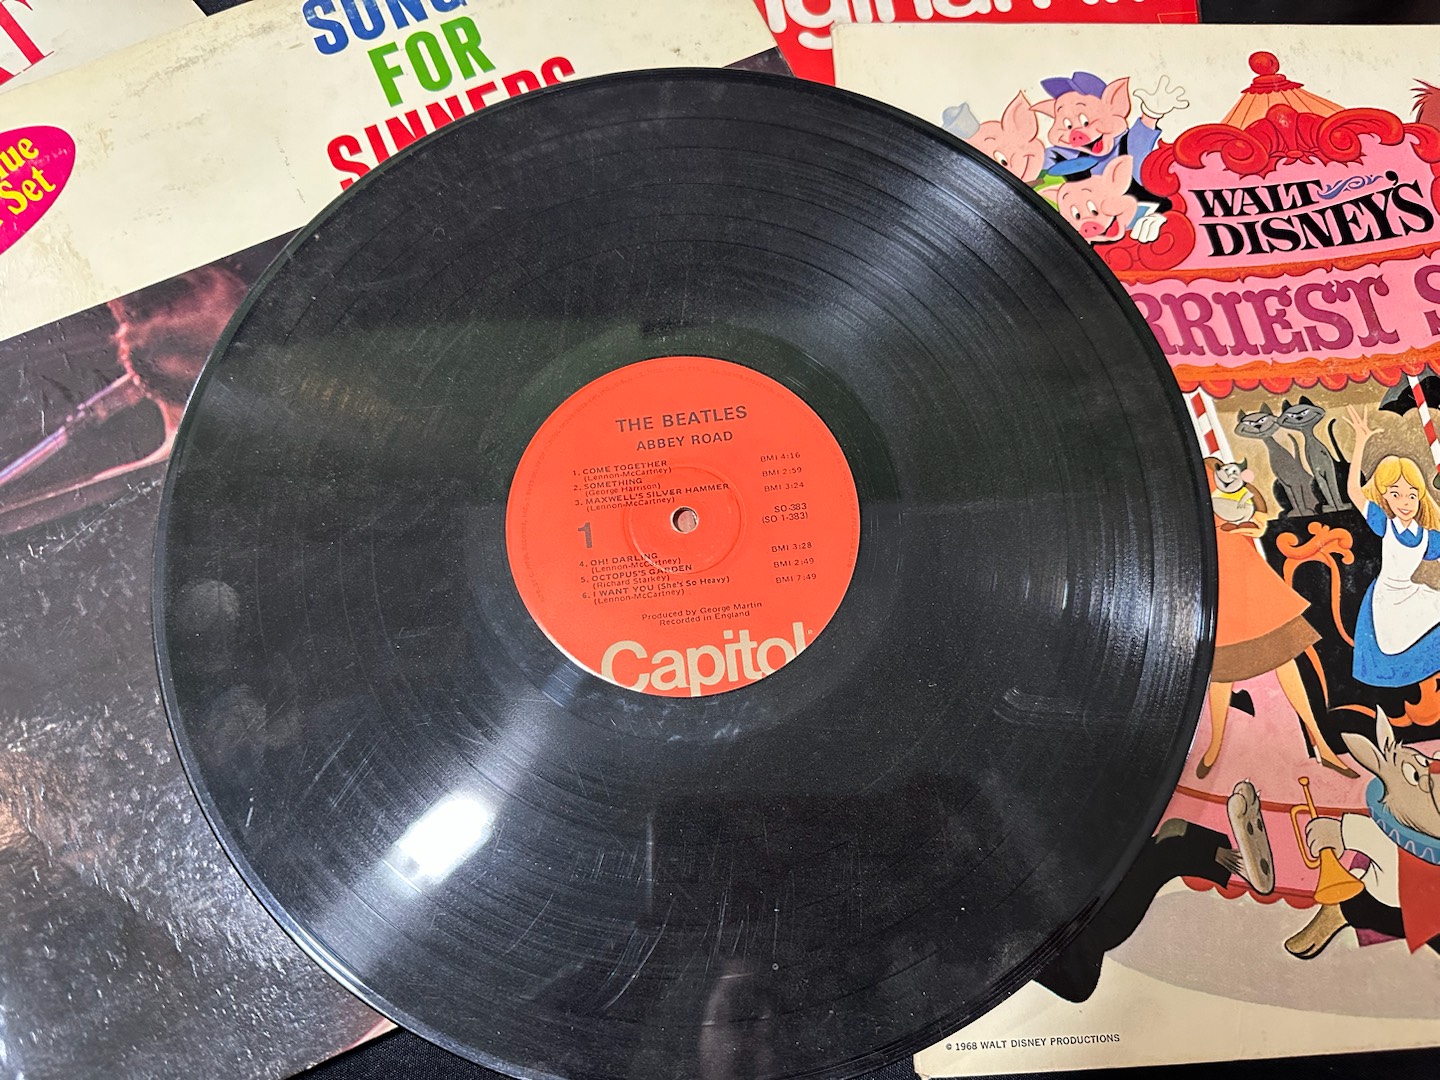 SONGS
FOR
SINNERS
Set
WALT
DISNEY'S
© 1968 WALT DISNEY PRODUCTIONS
THE BEATLES
ABBEY ROAD
1. COME TOGETHER BMI 4:16
(Lennon-McCartney)
2. SOMETHING BMI 2:59
(George Harrison)
3. MAXWELL'S SILVER HAMMER BMI 3:24
(Lennon-McCartney)
1
SO-383
(SO 1-383)
4. OH! DARLING BMI 3:28
(Lennon-McCartney)
5. OCTOPUS'S GARDEN BMI 2:49
(Richard Starkey)
6. I WANT YOU (She's So Heavy) BMI 7:49
(Lennon-McCartney)
Produced by George Martin
Recorded in England
Capitol